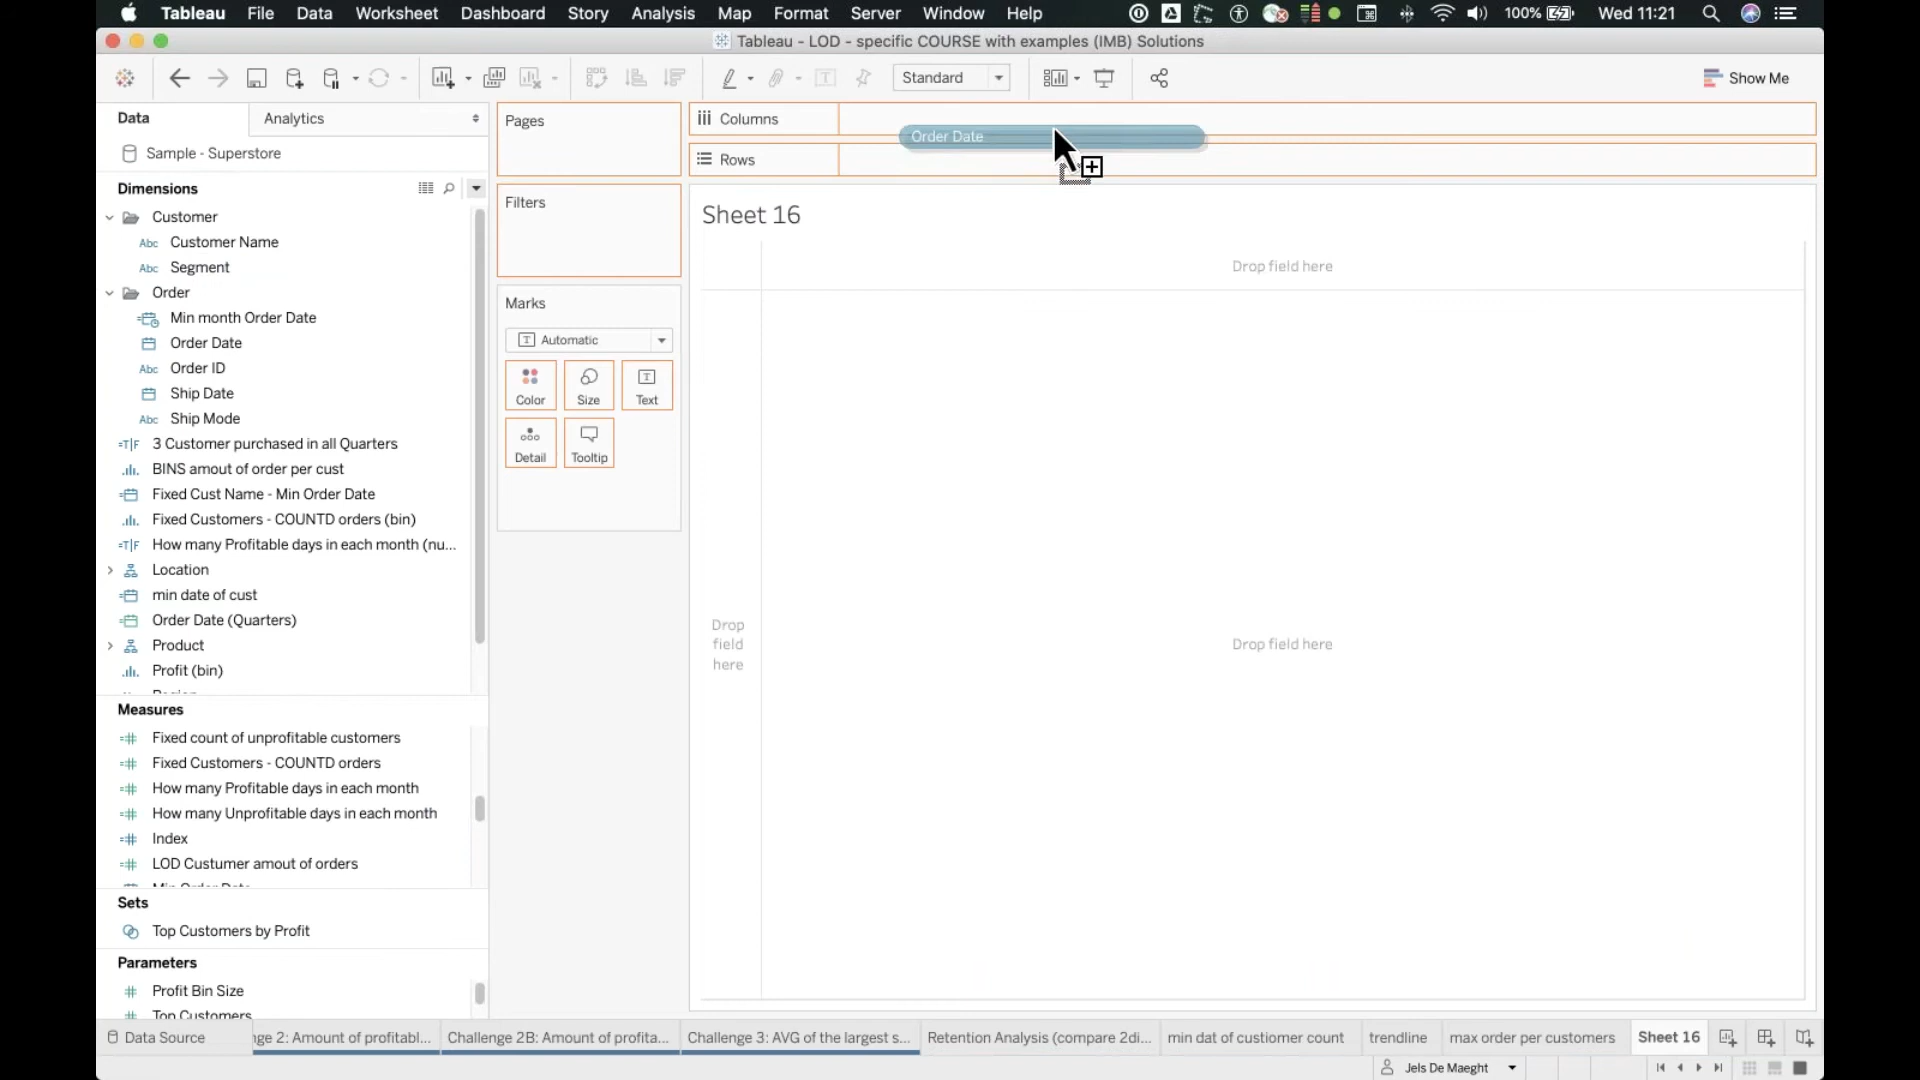 Tableau File Data Worksheet Dashboard Story Analysis Map Format Server Window Help 100% Wed 11:21
Tableau - LOD - specific COURSE with examples (IMB) Solutions
Standard
Show Me
Data
Analytics
Sample - Superstore
Dimensions
Customer
Abc Customer Name
Abc Segment
Order
Min month Order Date
Order Date
Abc Order ID
Ship Date
Abc Ship Mode
=T|F 3 Customer purchased in all Quarters
BINS amout of order per cust
Fixed Cust Name - Min Order Date
Fixed Customers - COUNTD orders (bin)
=T|F How many Profitable days in each month (nu...
Location
min date of cust
Order Date (Quarters)
Product
Profit (bin)
Measures
Fixed count of unprofitable customers
Fixed Customers - COUNTD orders
How many Profitable days in each month
How many Unprofitable days in each month
Index
LOD Custumer amout of orders
Sets
Top Customers by Profit
Parameters
Profit Bin Size
Top Customers
Pages
Filters
Marks
Automatic
Color
Size
Text
Detail
Tooltip
Columns
Order Date
Rows
Sheet 16
Drop field here
Drop
field
here
Drop field here
Data Source
nge 2: Amount of profitabl...
Challenge 2B: Amount of profita...
Challenge 3: AVG of the largest s...
Retention Analysis (compare 2di...
min dat of custiomer count
trendline
max order per customers
Sheet 16
Jels De Maeght